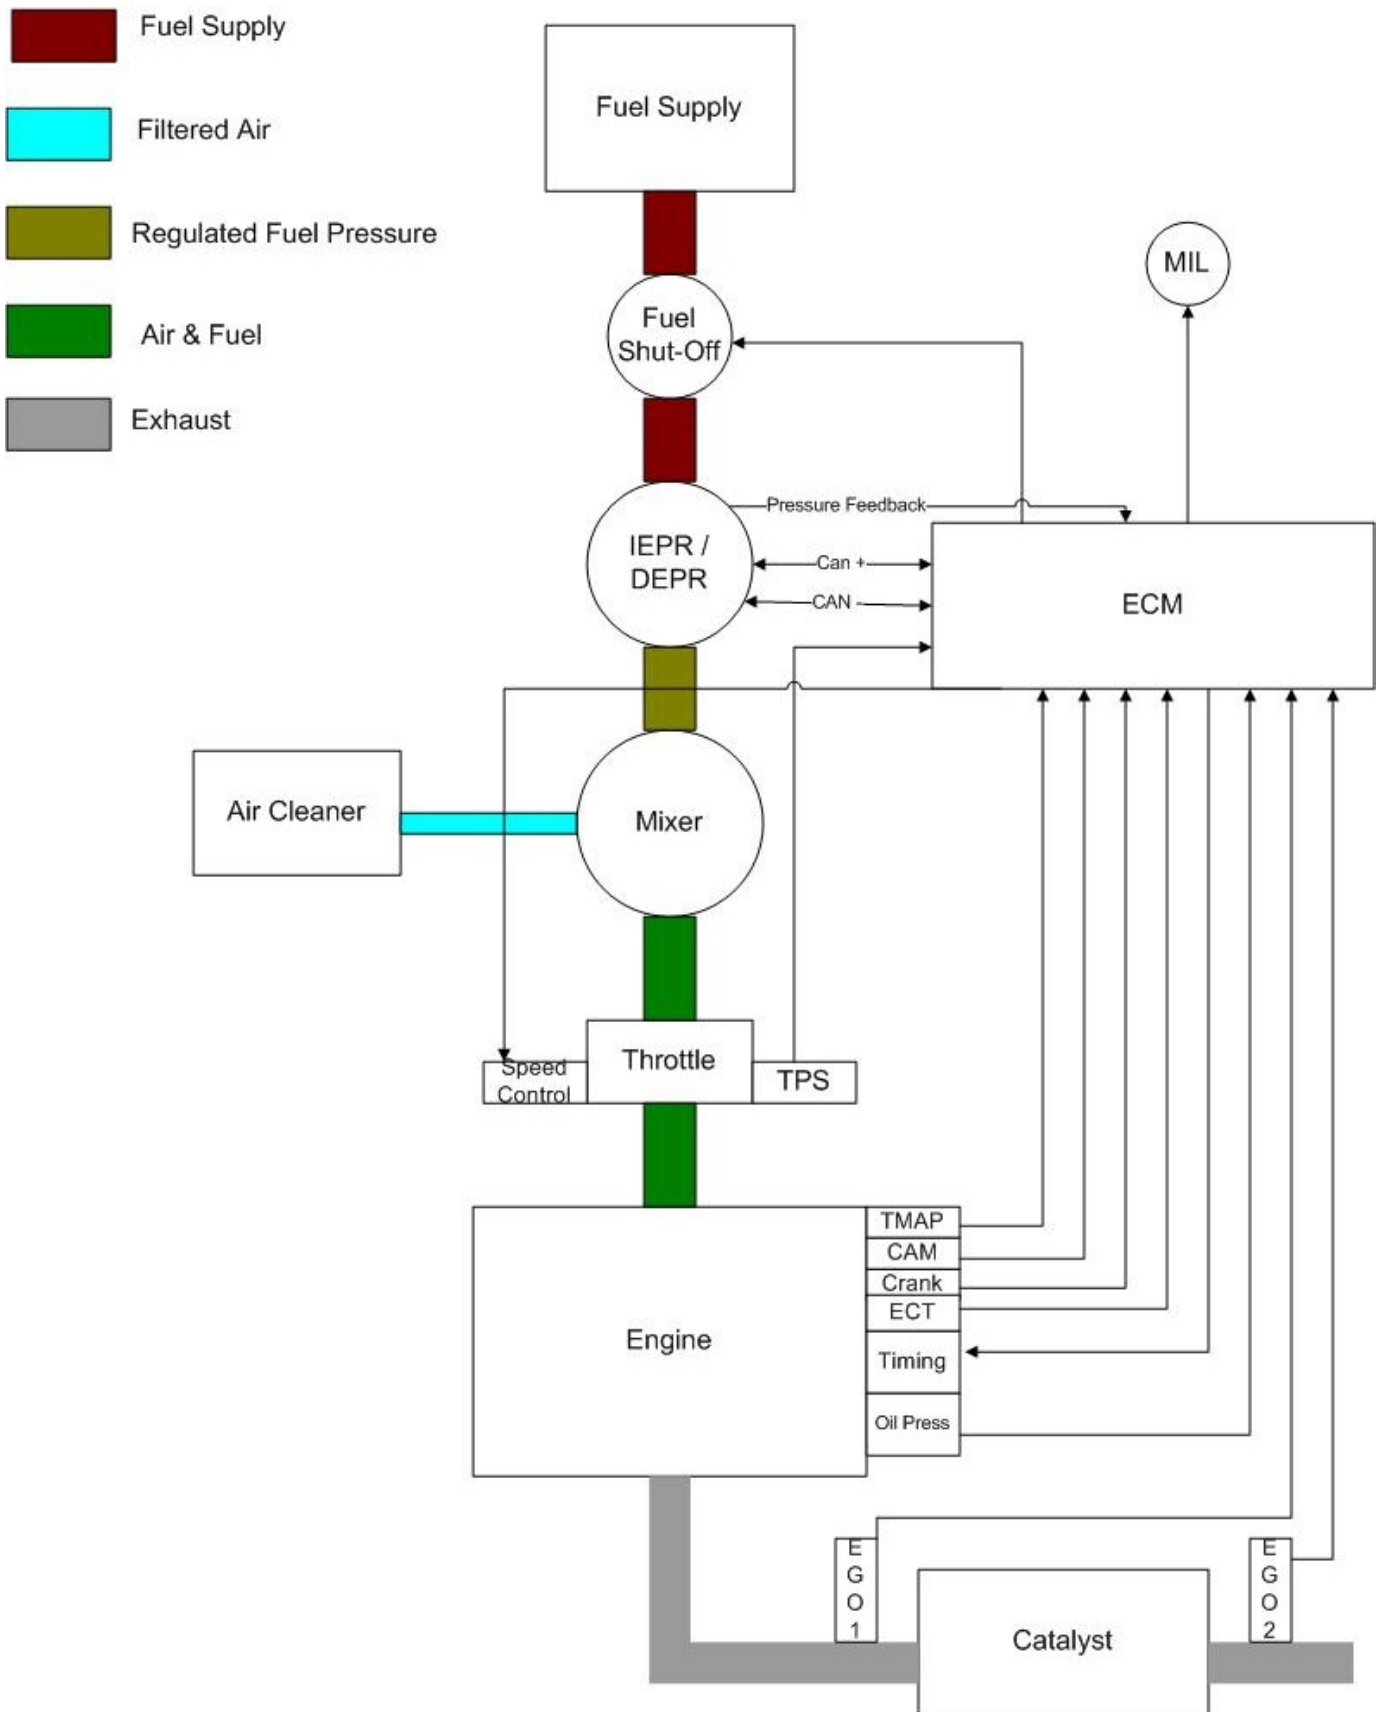 Fuel Supply
Filtered Air
Regulated Fuel Pressure
Air & Fuel
Exhaust
Fuel Supply
MIL
Fuel
Shut-Off
Pressure Feedback
IEPR /
DEPR
Can +
CAN -
ECM
Air Cleaner
Mixer
Speed
Control
Throttle
TPS
Engine
TMAP
CAM
Crank
ECT
Timing
Oil Press
E
G
O
1
Catalyst
E
G
O
2